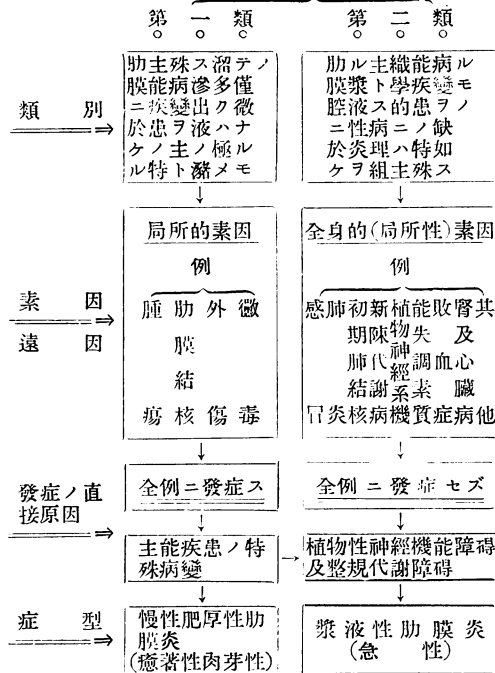 第一類
第二類
類別
肋膜ニ於ケル
主能疾患ノ特
殊病變ヲ主ト
ス滲出液ノ瀦
溜多クハ極メ
テ僅微ナルモ
ノ
肋膜腔ニ於ケ
ル漿液性炎ヲ
主トス病理組
織學的ニハ主
能疾患ノ特殊
病變ヲ缺如ス
ルモノ
素因
遠因
局所的素因
例
腫瘍
肋膜結核
外傷
黴毒
全身的(局所性)素因
例
感冒
肺炎
初期肺結核
新陳代謝病
植物神經系機
能失調素質
敗血症
腎及心臓病
共他
發症ノ直
接原因
全例ニ發症ス
全例ニ發症セズ
主能疾患ノ特
殊病變
植物性神經機能障碍
及整規代謝障碍
症型
慢性肥厚性肋
膜炎
(癒著性肉芽性)
漿液性肋膜炎
(急性)